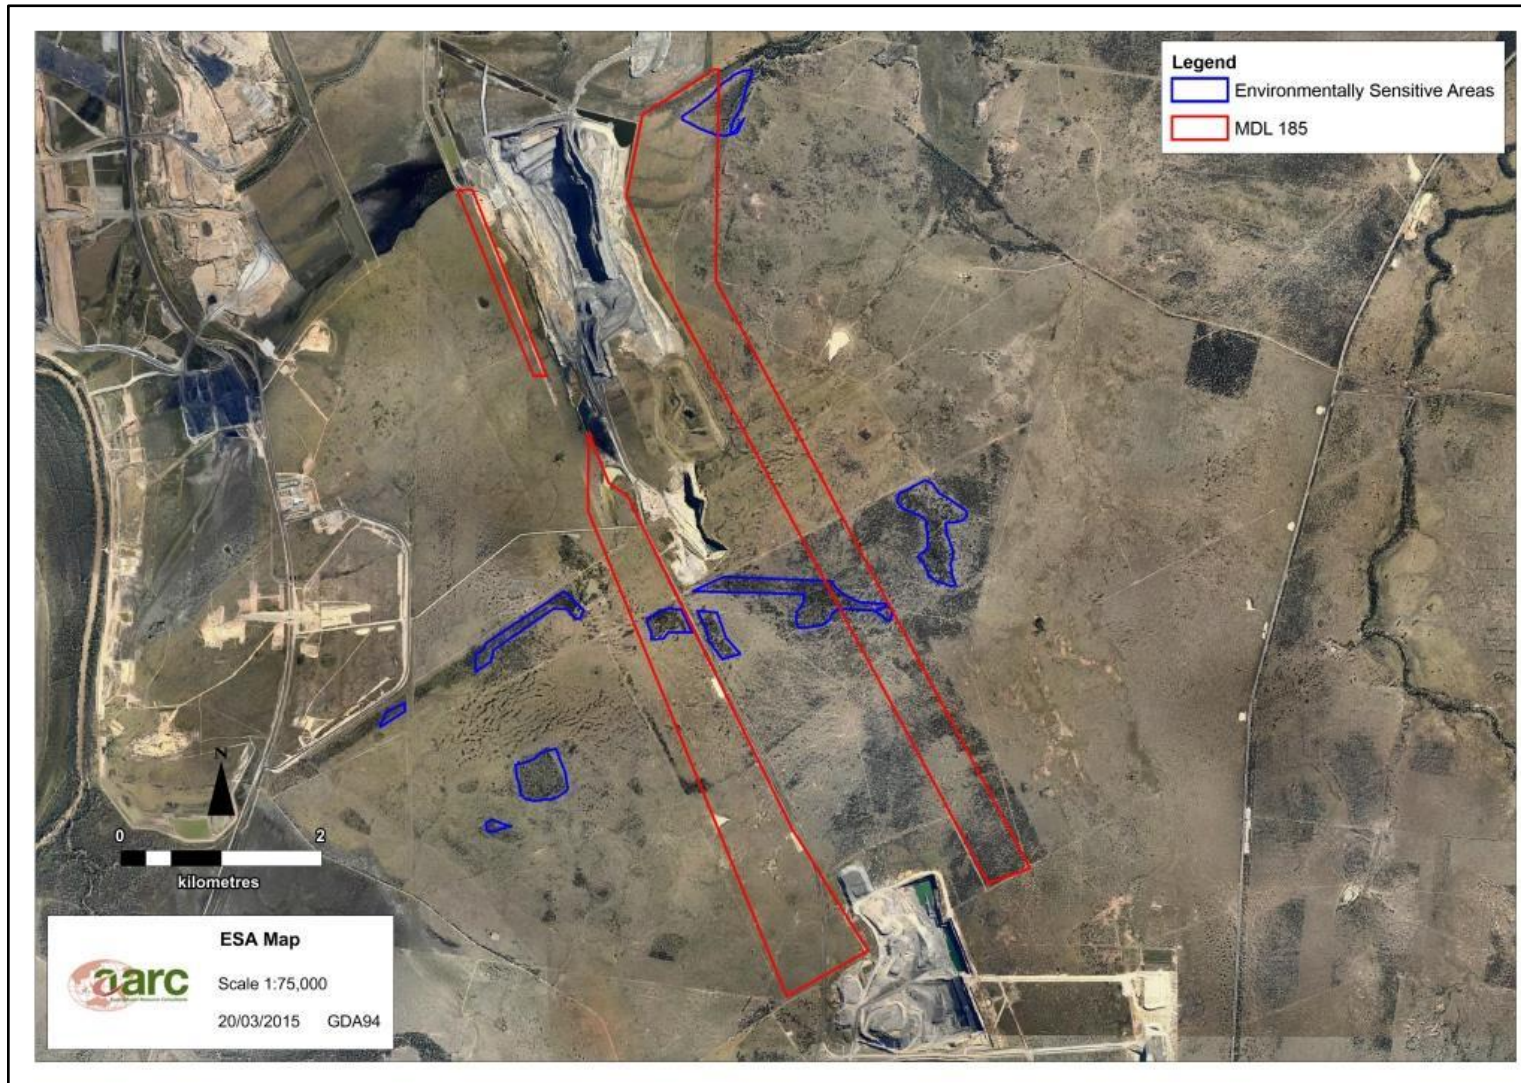 Legend
Environmentally Sensitive Areas
MDL 185
N
0 2
kilometres
ESA Map
aarc
Scale 1:75,000
20/03/2015 GDA94